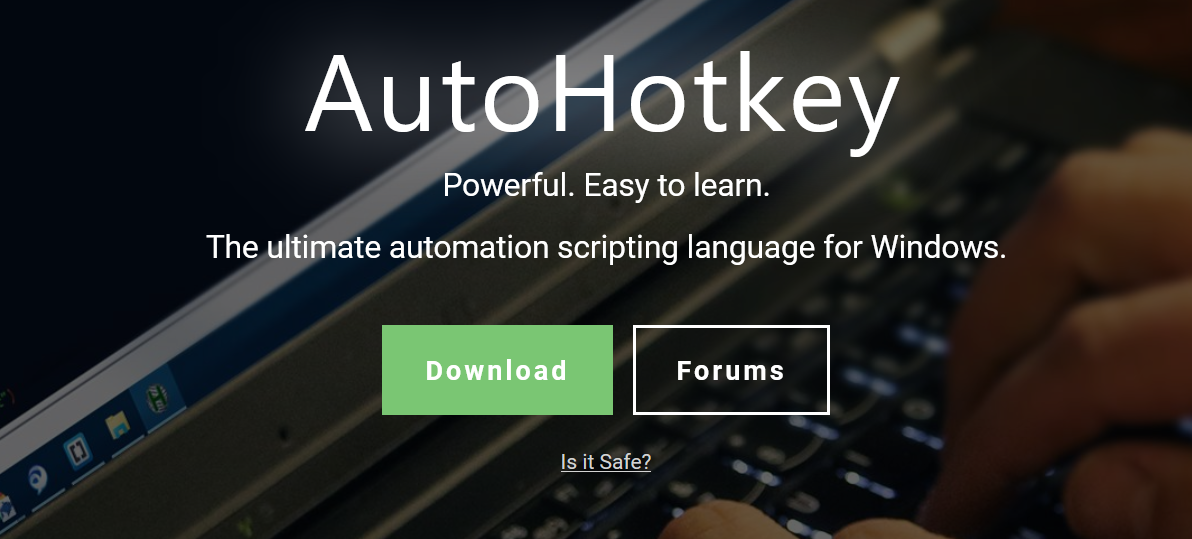 AutoHotkey
Powerful. Easy to learn.
The ultimate automation scripting language for Windows.
Download
Forums
Is it Safe?